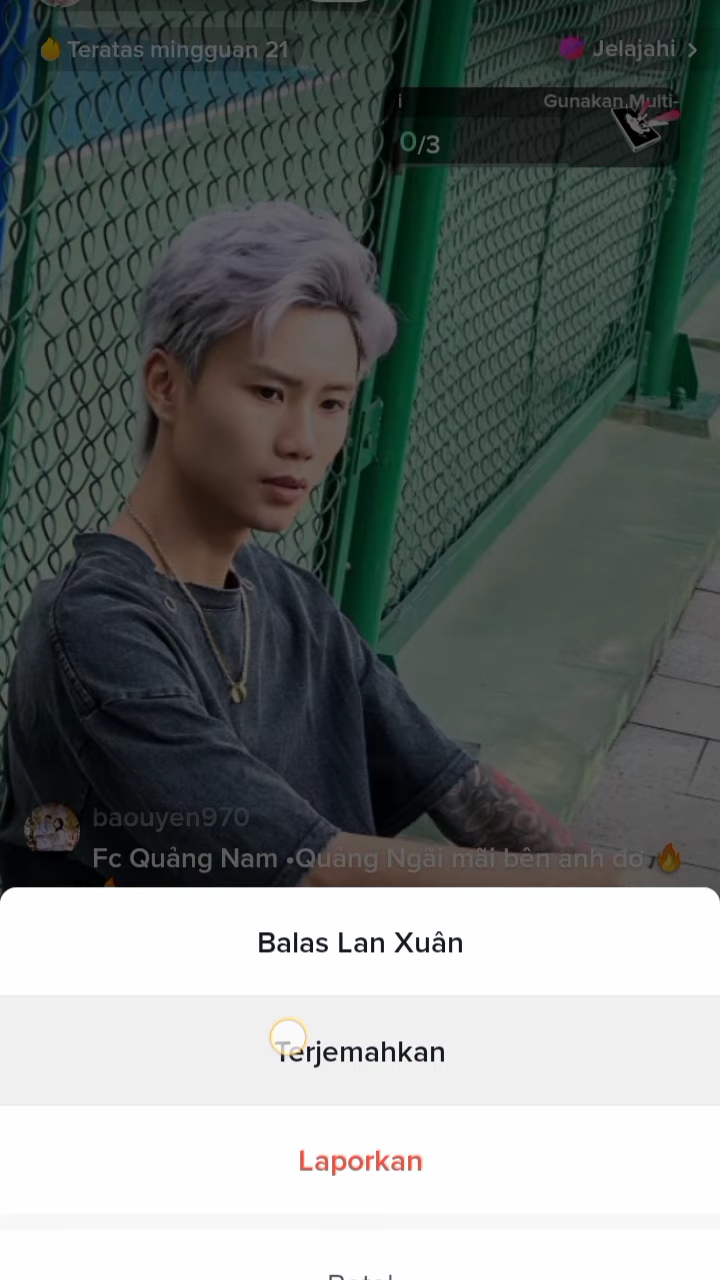 Teratas mingguan 21
Jelajahi
i Gunakan Multi-
0/3
baouyen970
Fc Quảng Nam •Quảng Ngãi mãi bên anh do
Balas Lan Xuân
Terjemahkan
Laporkan